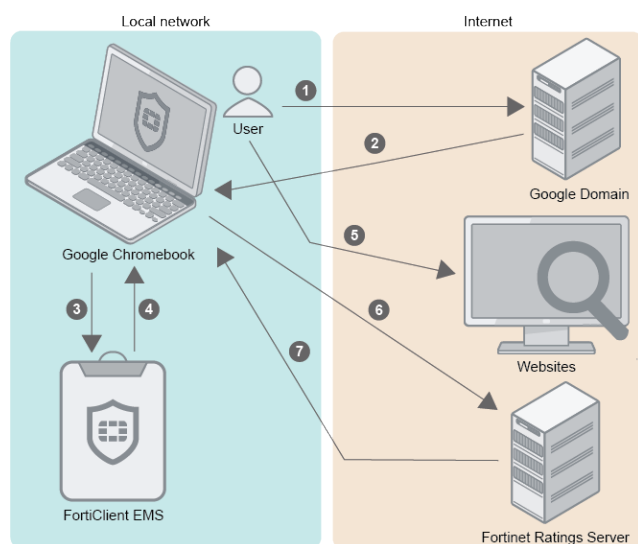 Local network
Internet
1
User
2
Google Domain
Google Chromebook
5
3
4
6
Websites
7
FortiClient EMS
Fortinet Ratings Server